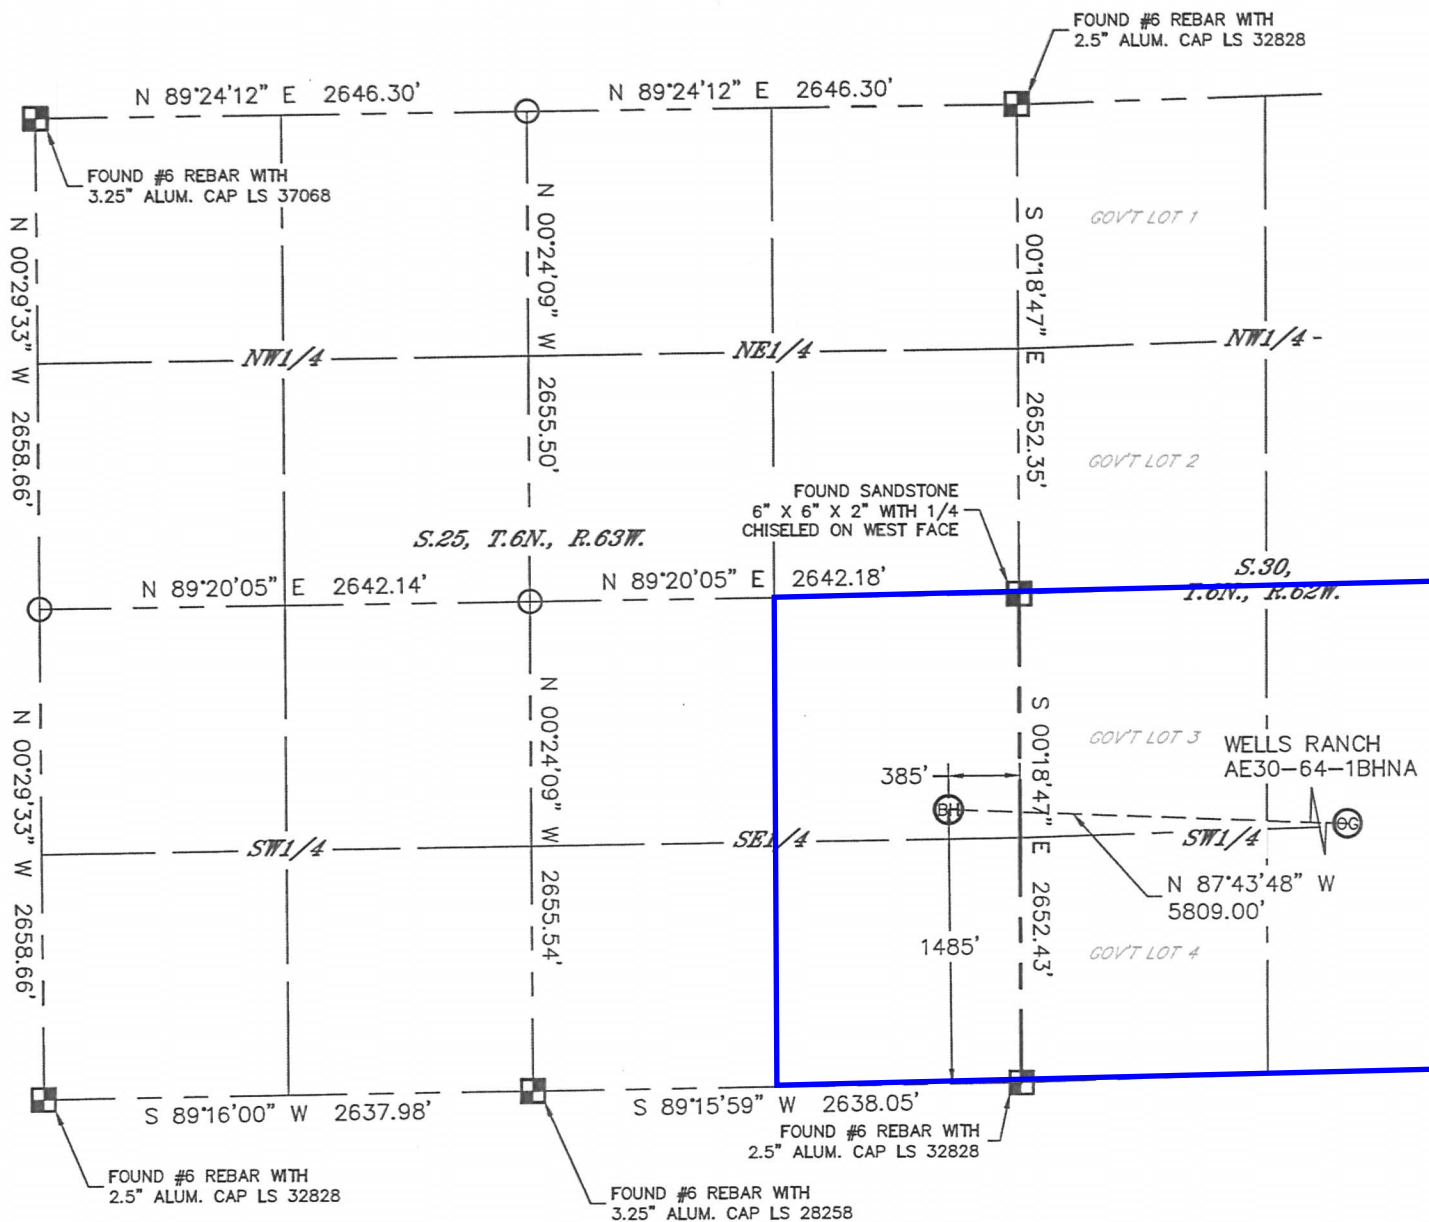 FOUND #6 REBAR WITH
2.5" ALUM. CAP LS 32828
N 89°24'12" E 2646.30'
N 89°24'12" E 2646.30'
FOUND #6 REBAR WITH
3.25" ALUM. CAP LS 37068
N 00°29'33" W 2658.66'
N 00°24'09" W 2655.50'
S 00°18'47" E 2652.35'
GOV'T LOT 1
NW1/4
NE1/4
NW1/4 -
GOV'T LOT 2
FOUND SANDSTONE
6" X 6" X 2" WITH 1/4
CHISELED ON WEST FACE
S.25, T.6N., R.63W.
S.30,
T.6N., R.62W.
N 89°20'05" E 2642.14'
N 89°20'05" E 2642.18'
N 00°29'33" W 2658.66'
N 00°24'09" W 2655.54'
S 00°18'47" E 2652.43'
GOV'T LOT 3
WELLS RANCH
AE30-64-1BHNA
385'
BH
OG
SW1/4
SE1/4
SW1/4
N 87°43'48" W
5809.00'
1485'
GOV'T LOT 4
S 89°16'00" W 2637.98'
S 89°15'59" W 2638.05'
FOUND #6 REBAR WITH
2.5" ALUM. CAP LS 32828
FOUND #6 REBAR WITH
2.5" ALUM. CAP LS 32828
FOUND #6 REBAR WITH
3.25" ALUM. CAP LS 28258